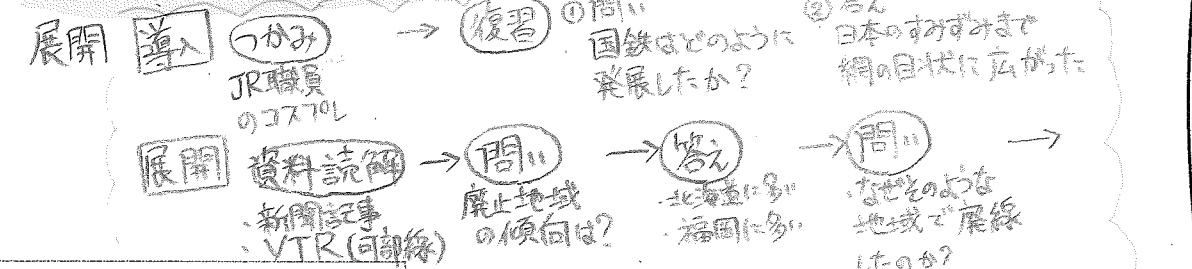 展開 導入 つかみ → 復習 ①問い ②答え
JR職員
のコスプレ
国鉄はどのように
発展したか?
日本のすみずみまで
網の目状に広がった
展開 資料読解 → 問い → 答え → 問い →
・新聞記事
・VTR(可部線)
廃止地域
の傾向は?
・北海道に多い
・福岡に多い
・なぜそのような
地域で廃線
したのか?